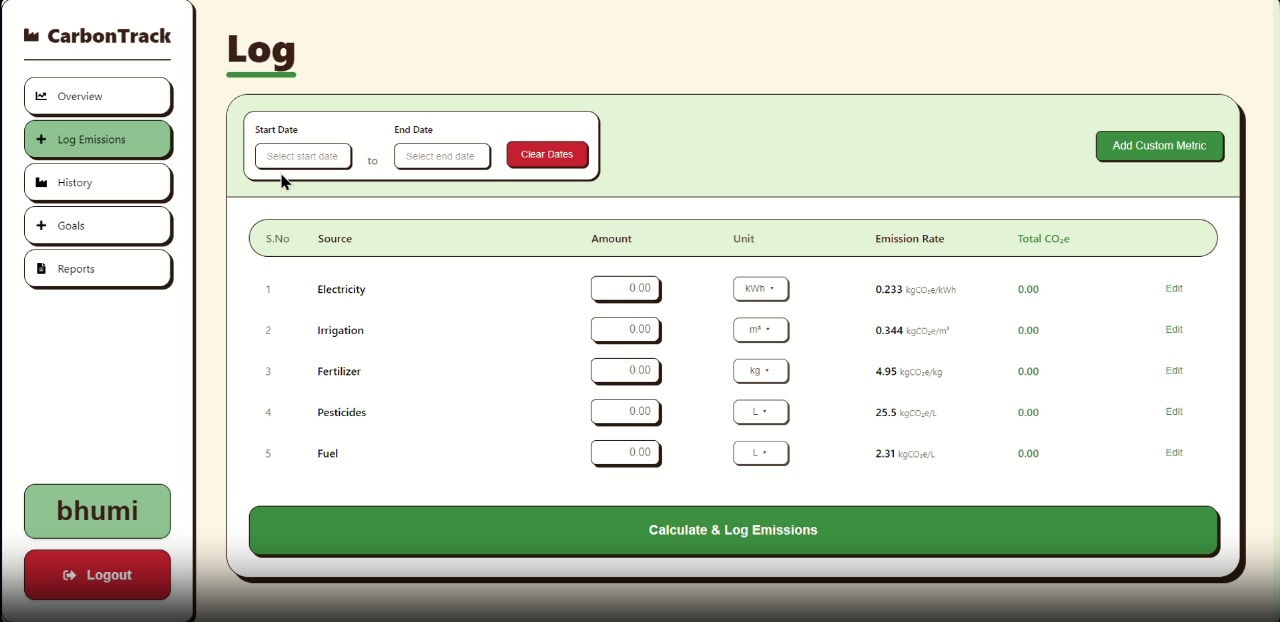 CarbonTrack
Overview
Log Emissions
History
Goals
Reports
bhumi
Logout
Log
Start Date End Date
Select start date to Select end date Clear Dates
Add Custom Metric
S.No Source Amount Unit Emission Rate Total CO₂e
1 Electricity 0.00 kWh 0.233 kgCO₂e/kWh 0.00 Edit
2 Irrigation 0.00 m³ 0.344 kgCO₂e/m³ 0.00 Edit
3 Fertilizer 0.00 kg 4.95 kgCO₂e/kg 0.00 Edit
4 Pesticides 0.00 L 25.5 kgCO₂e/L 0.00 Edit
5 Fuel 0.00 L 2.31 kgCO₂e/L 0.00 Edit
Calculate & Log Emissions